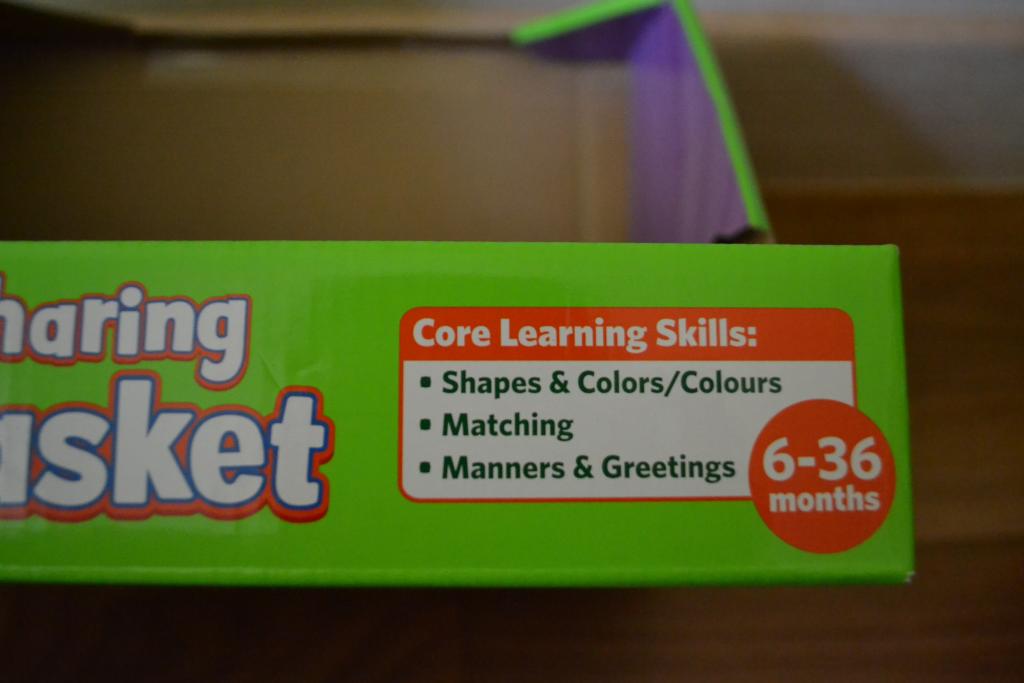 haring
asket
Core Learning Skills:
▪ Shapes & Colors/Colours
▪ Matching
▪ Manners & Greetings
6-36
months